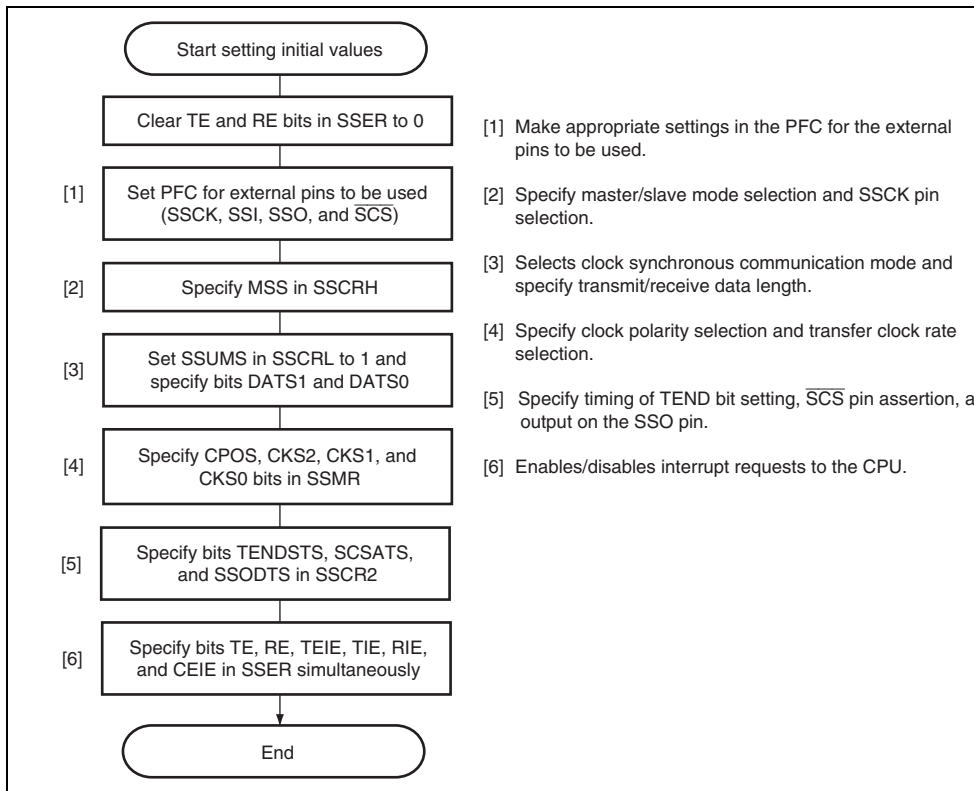 Start setting initial values
Clear TE and RE bits in SSER to 0
[1]
Set PFC for external pins to be used
(SSCK, SSI, SSO, and S̅C̅S̅)
[2]
Specify MSS in SSCRH
[3]
Set SSUMS in SSCRL to 1 and
specify bits DATS1 and DATS0
[4]
Specify CPOS, CKS2, CKS1, and
CKS0 bits in SSMR
[5]
Specify bits TENDSTS, SCSATS,
and SSODTS in SSCR2
[6]
Specify bits TE, RE, TEIE, TIE, RIE,
and CEIE in SSER simultaneously
End
[1] Make appropriate settings in the PFC for the external
pins to be used.
[2] Specify master/slave mode selection and SSCK pin
selection.
[3] Selects clock synchronous communication mode and
specify transmit/receive data length.
[4] Specify clock polarity selection and transfer clock rate
selection.
[5] Specify timing of TEND bit setting, S̅C̅S̅ pin assertion,
output on the SSO pin.
[6] Enables/disables interrupt requests to the CPU.